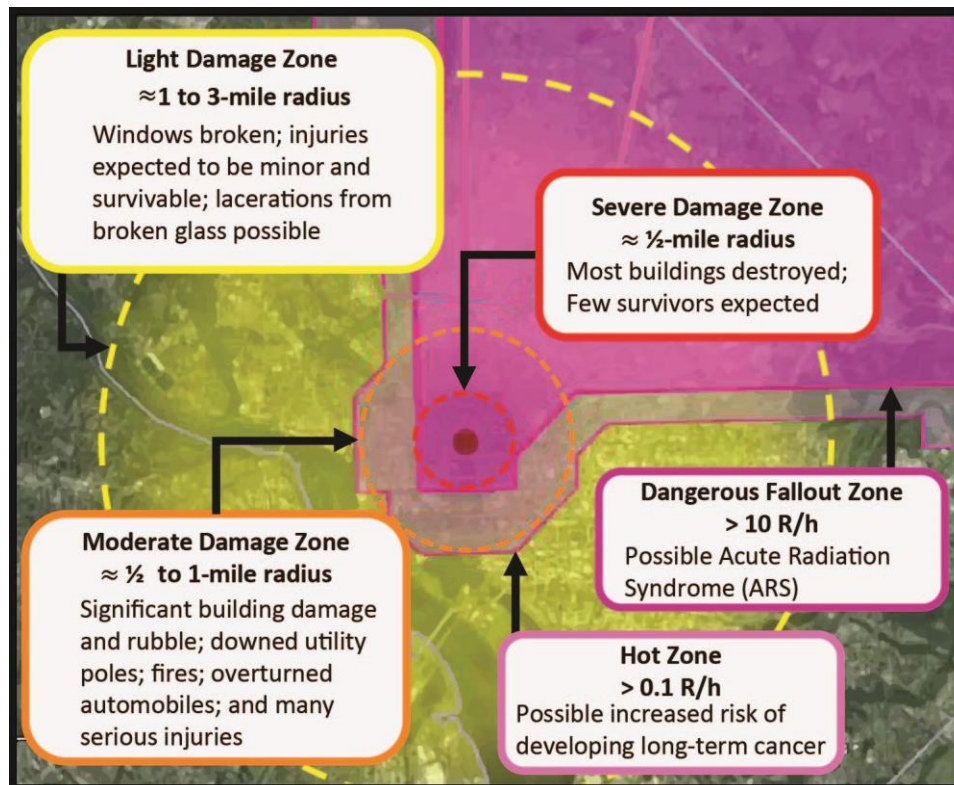 Light Damage Zone
≈1 to 3-mile radius
Windows broken; injuries
expected to be minor and
survivable; lacerations from
broken glass possible
Severe Damage Zone
≈ ½-mile radius
Most buildings destroyed;
Few survivors expected
Dangerous Fallout Zone
> 10 R/h
Possible Acute Radiation
Syndrome (ARS)
Moderate Damage Zone
≈ ½ to 1-mile radius
Significant building damage
and rubble; downed utility
poles; fires; overturned
automobiles; and many
serious injuries
Hot Zone
> 0.1 R/h
Possible increased risk of
developing long-term cancer